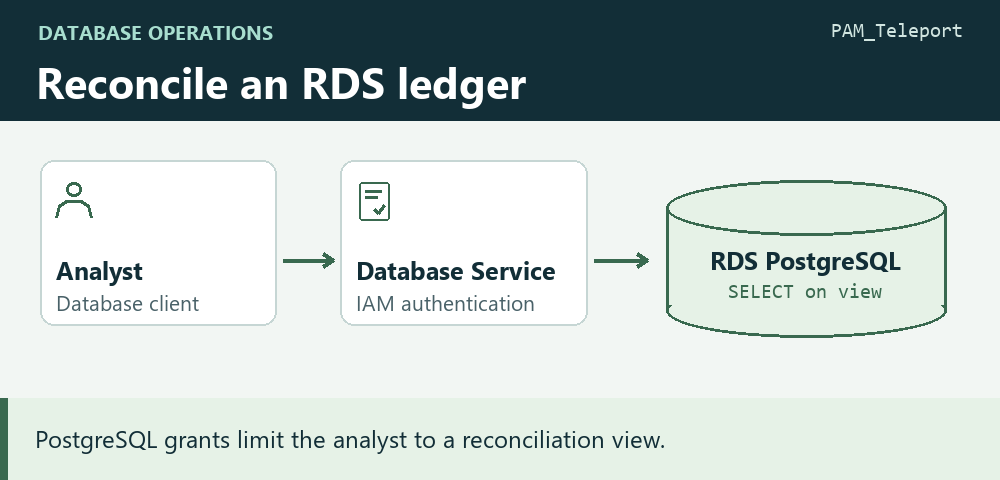 DATABASE OPERATIONS
PAM_Teleport
Reconcile an RDS ledger
Analyst
Database client
Database Service
IAM authentication
RDS PostgreSQL
SELECT on view
PostgreSQL grants limit the analyst to a reconciliation view.